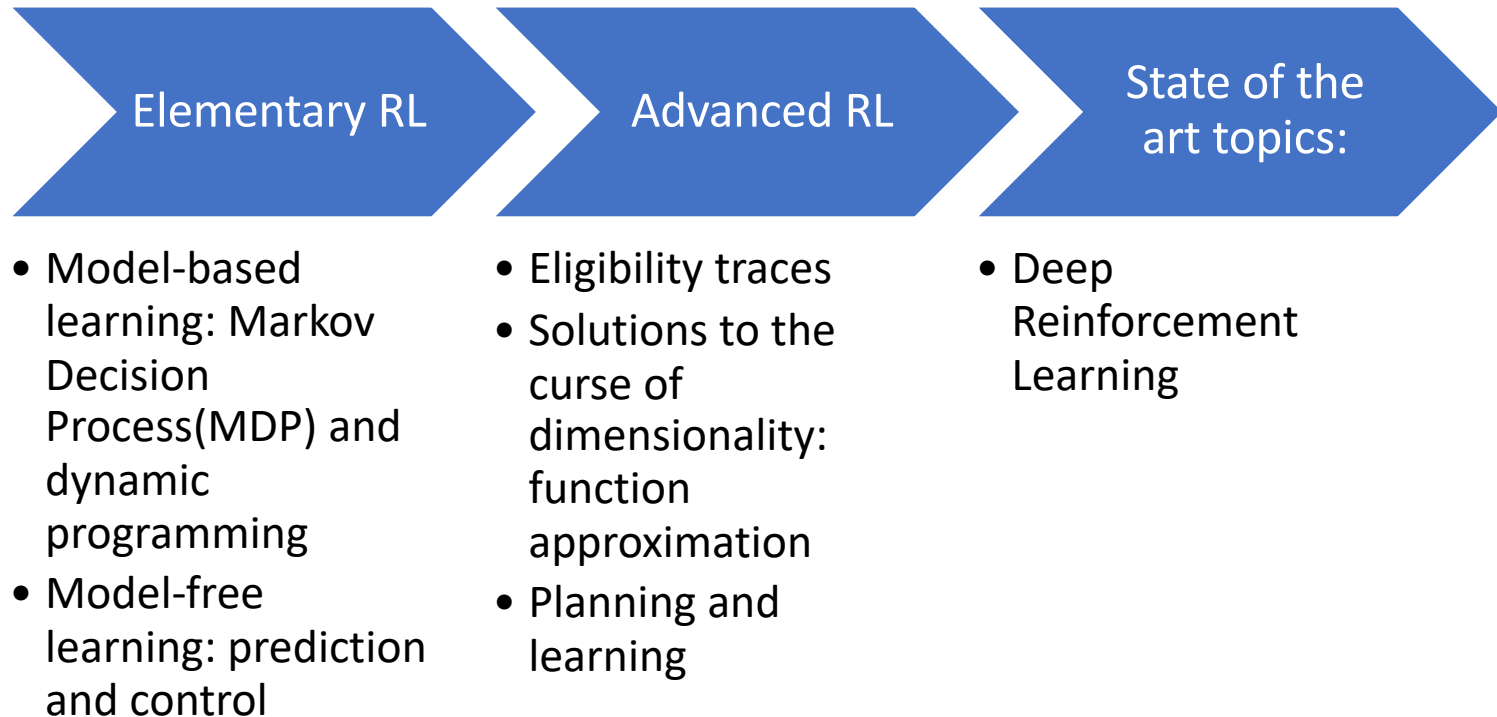 Elementary RL
• Model-based
learning: Markov
Decision
Process(MDP) and
dynamic
programming
• Model-free
learning: prediction
and control
Advanced RL
• Eligibility traces
• Solutions to the
curse of
dimensionality:
function
approximation
• Planning and
learning
State of the
art topics:
• Deep
Reinforcement
Learning